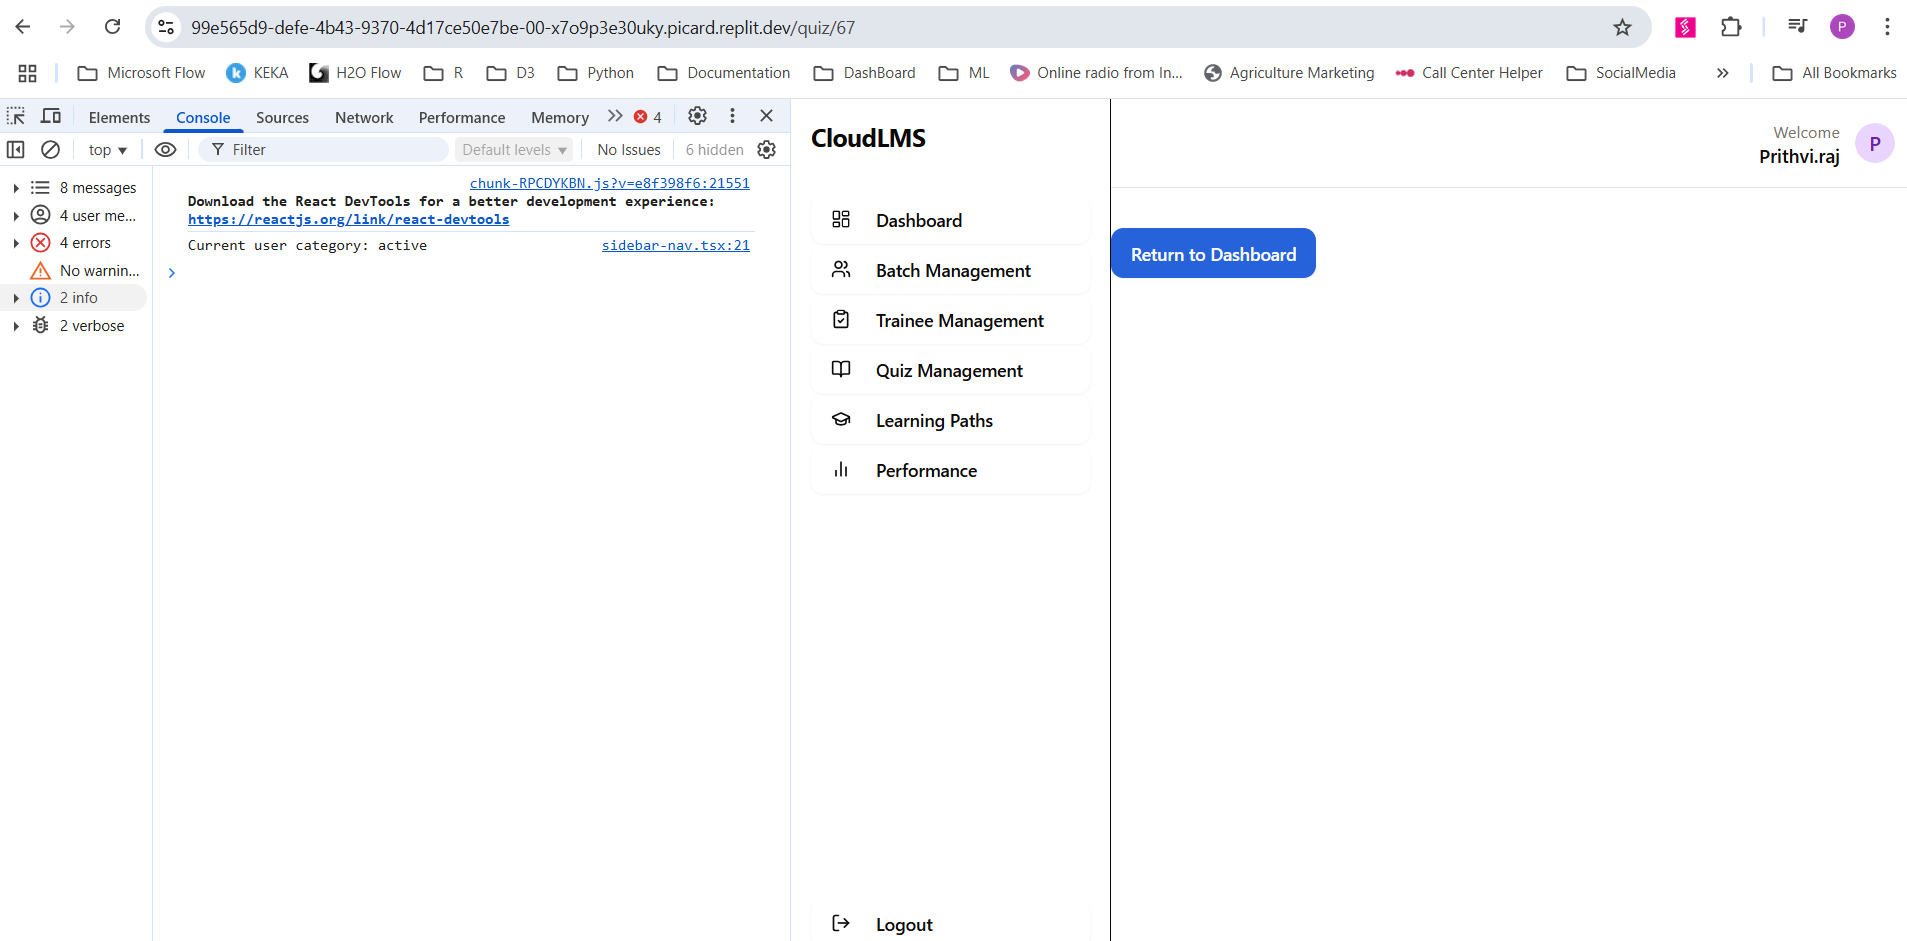 99e565d9-defe-4b43-9370-4d17ce50e7be-00-x7o9p3e30uky.picard.replit.dev/quiz/67
P
Microsoft Flow
KEKA
H2O Flow
R
D3
Python
Documentation
DashBoard
ML
Online radio from In...
Agriculture Marketing
Call Center Helper
SocialMedia
All Bookmarks
Elements
Console
Sources
Network
Performance
Memory
4
top
Filter
Default levels
No Issues
6 hidden
8 messages
4 user me...
4 errors
No warnin...
2 info
2 verbose
chunk-RPCDYKBN.js?v=e8f398f6:21551
Download the React DevTools for a better development experience:
https://reactjs.org/link/react-devtools
Current user category: active
sidebar-nav.tsx:21
CloudLMS
Dashboard
Batch Management
Trainee Management
Quiz Management
Learning Paths
Performance
Logout
Welcome
Prithvi.raj
P
Return to Dashboard